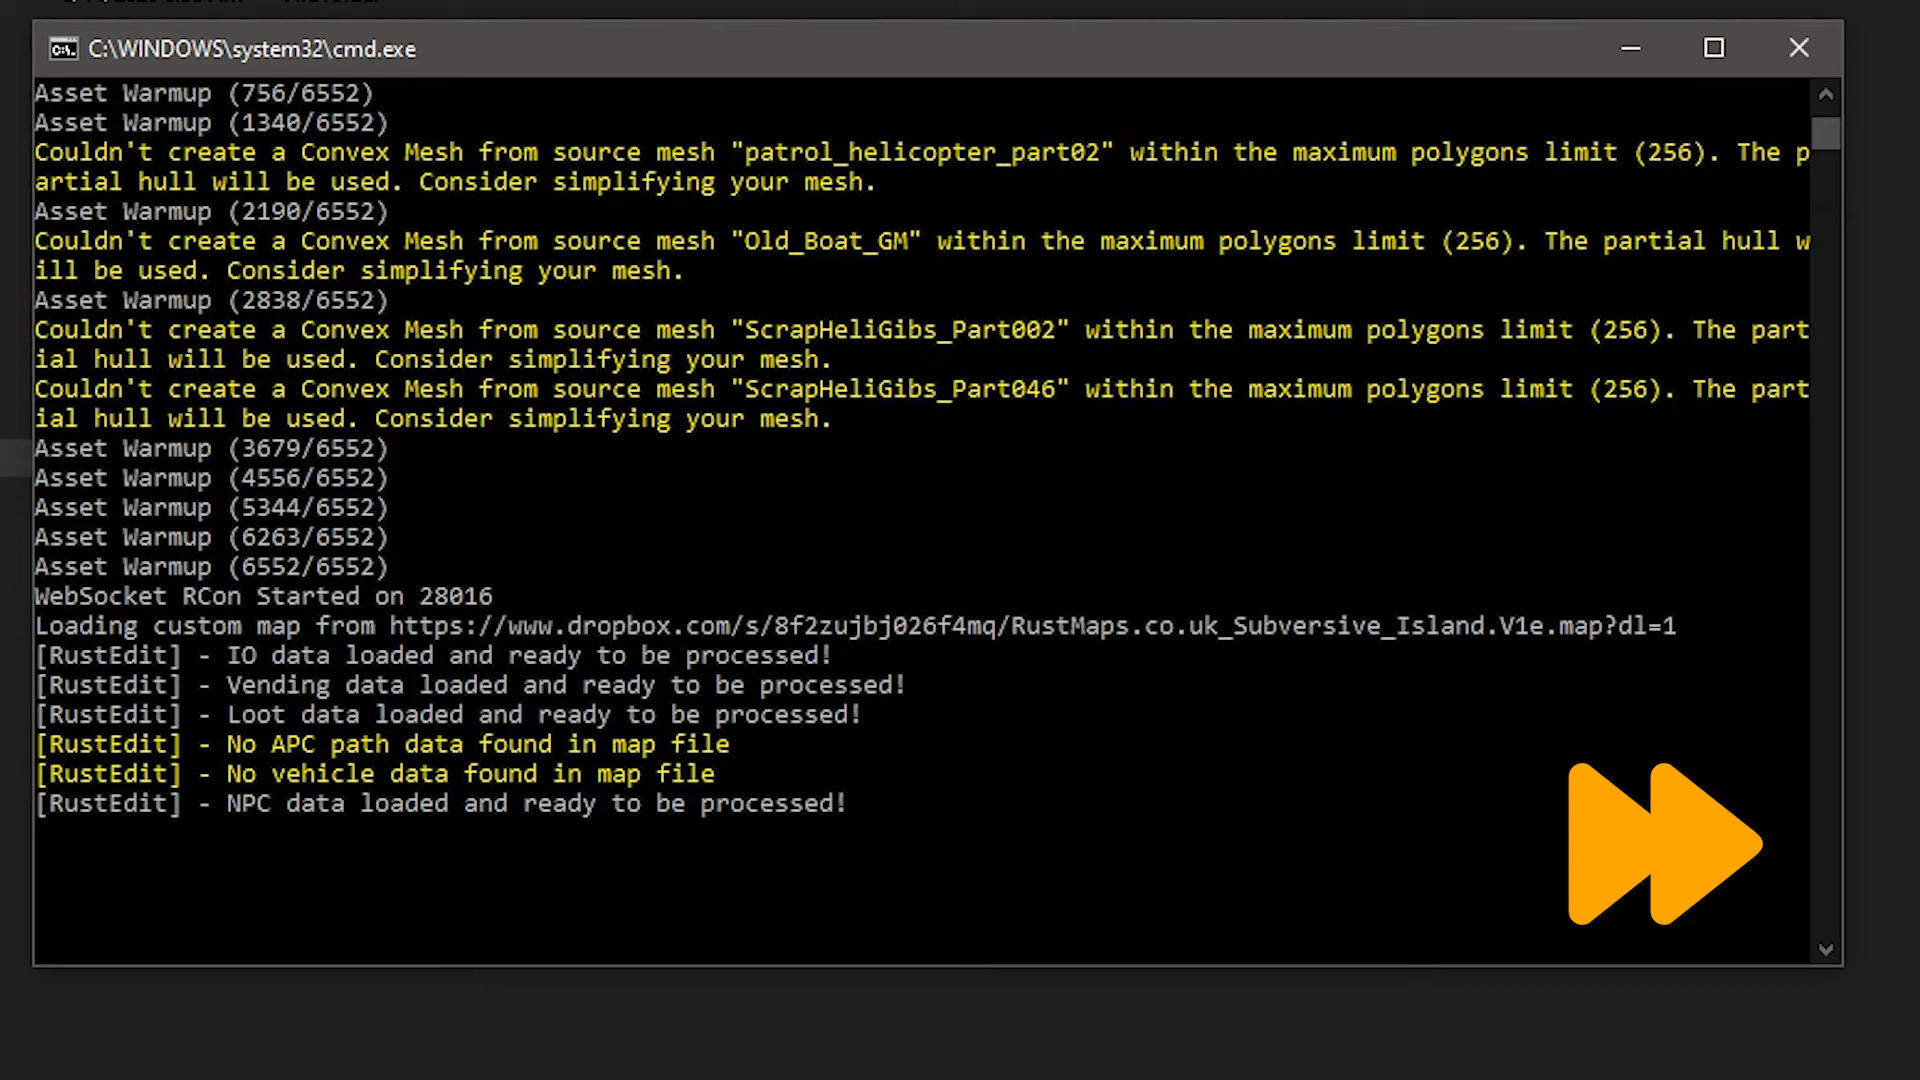 C:\WINDOWS\system32\cmd.exe
Asset Warmup (756/6552)
Asset Warmup (1340/6552)
Couldn't create a Convex Mesh from source mesh "patrol_helicopter_part02" within the maximum polygons limit (256). The p
artial hull will be used. Consider simplifying your mesh.
Asset Warmup (2190/6552)
Couldn't create a Convex Mesh from source mesh "Old_Boat_GM" within the maximum polygons limit (256). The partial hull w
ill be used. Consider simplifying your mesh.
Asset Warmup (2838/6552)
Couldn't create a Convex Mesh from source mesh "ScrapHeliGibs_Part002" within the maximum polygons limit (256). The part
ial hull will be used. Consider simplifying your mesh.
Couldn't create a Convex Mesh from source mesh "ScrapHeliGibs_Part046" within the maximum polygons limit (256). The part
ial hull will be used. Consider simplifying your mesh.
Asset Warmup (3679/6552)
Asset Warmup (4556/6552)
Asset Warmup (5344/6552)
Asset Warmup (6263/6552)
Asset Warmup (6552/6552)
WebSocket RCon Started on 28016
Loading custom map from https://www.dropbox.com/s/8f2zujbj026f4mq/RustMaps.co.uk_Subversive_Island.V1e.map?dl=1
[RustEdit] - IO data loaded and ready to be processed!
[RustEdit] - Vending data loaded and ready to be processed!
[RustEdit] - Loot data loaded and ready to be processed!
[RustEdit] - No APC path data found in map file
[RustEdit] - No vehicle data found in map file
[RustEdit] - NPC data loaded and ready to be processed!